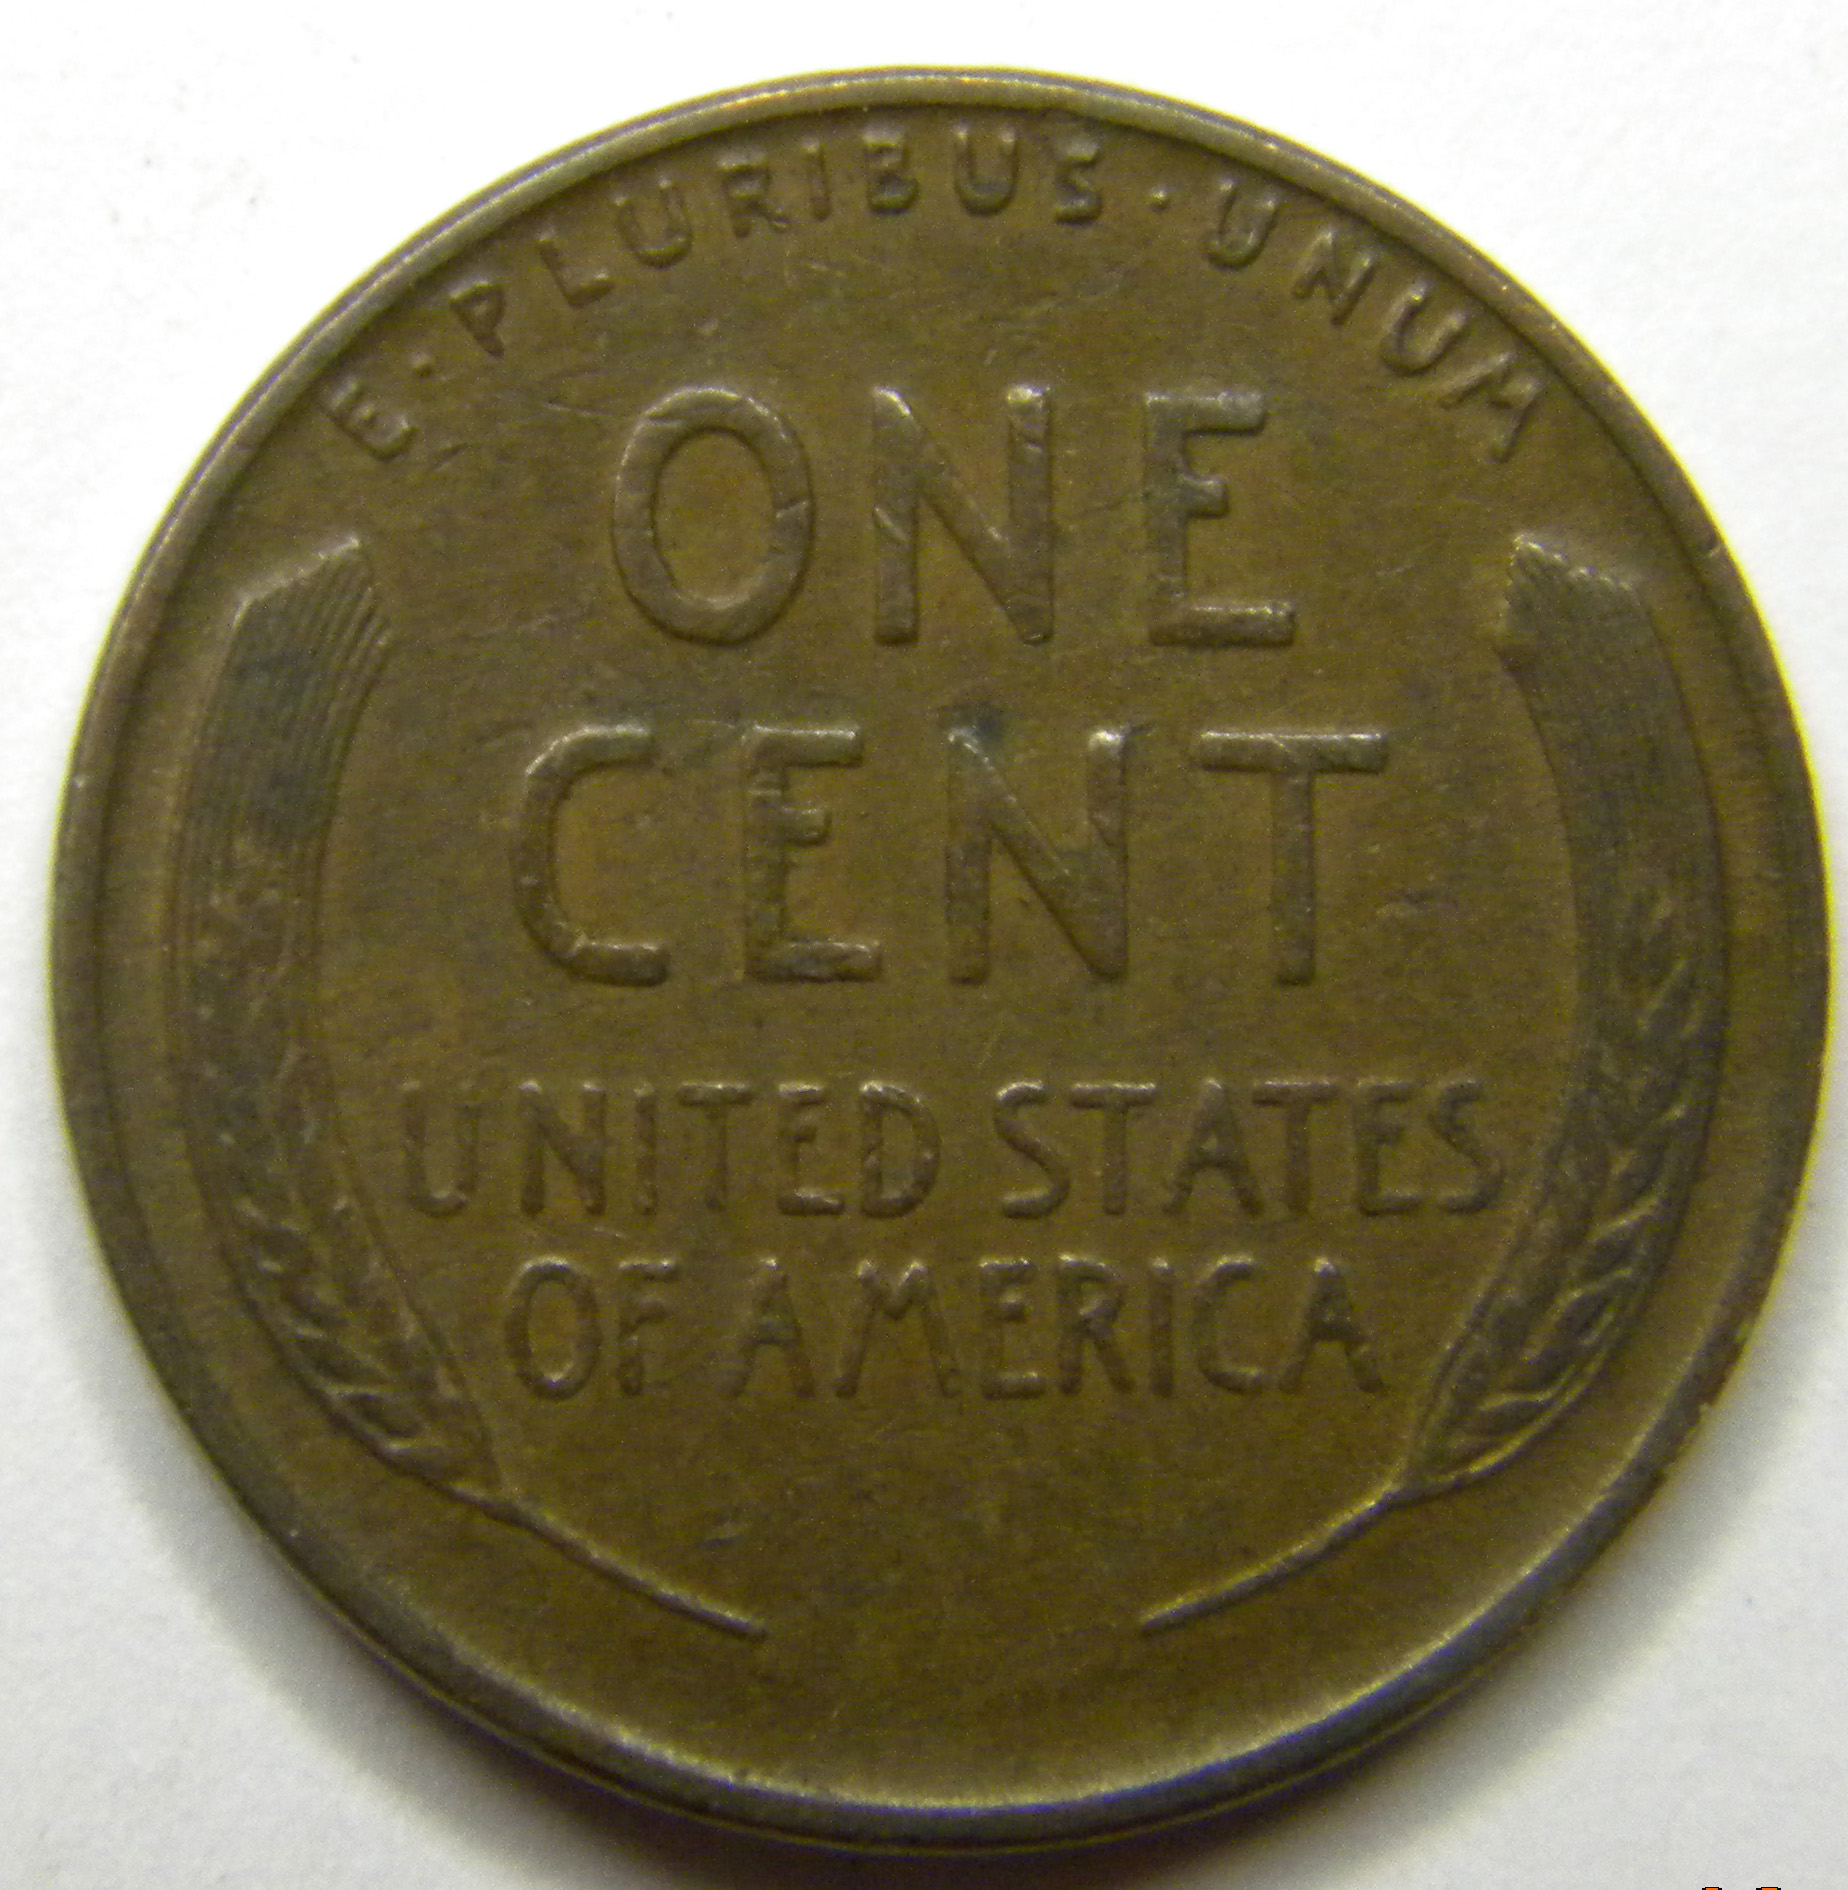 E·PLURIBUS·UNUM
ONE
CENT
UNITED STATES
OF AMERICA